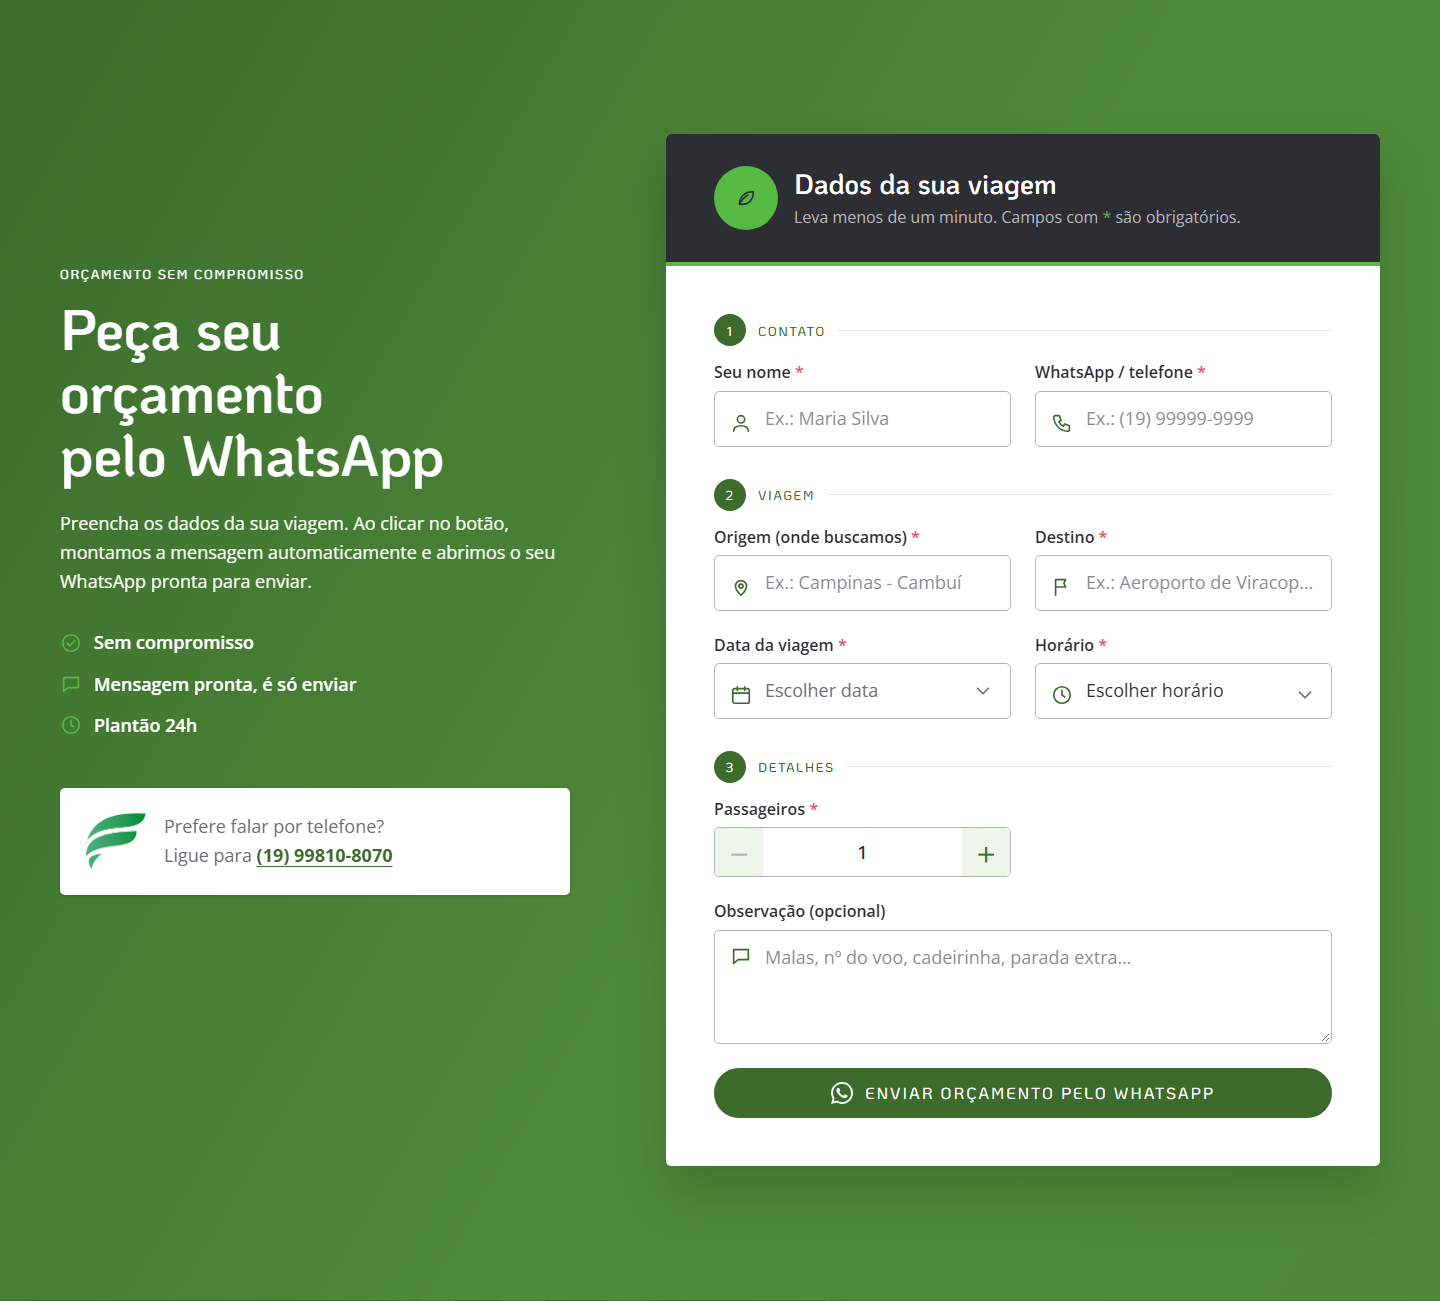 ORÇAMENTO SEM COMPROMISSO
Peça seu
orçamento
pelo WhatsApp
Preencha os dados da sua viagem. Ao clicar no botão,
montamos a mensagem automaticamente e abrimos o seu
WhatsApp pronta para enviar.
Sem compromisso
Mensagem pronta, é só enviar
Plantão 24h
Prefere falar por telefone?
Ligue para (19) 99810-8070
Dados da sua viagem
Leva menos de um minuto. Campos com * são obrigatórios.
1 CONTATO
Seu nome *
WhatsApp / telefone *
Ex.: Maria Silva
Ex.: (19) 99999-9999
2 VIAGEM
Origem (onde buscamos) *
Destino *
Ex.: Campinas - Cambuí
Ex.: Aeroporto de Viracop...
Data da viagem *
Horário *
Escolher data
Escolher horário
3 DETALHES
Passageiros *
− 1 +
Observação (opcional)
Malas, nº do voo, cadeirinha, parada extra...
ENVIAR ORÇAMENTO PELO WHATSAPP